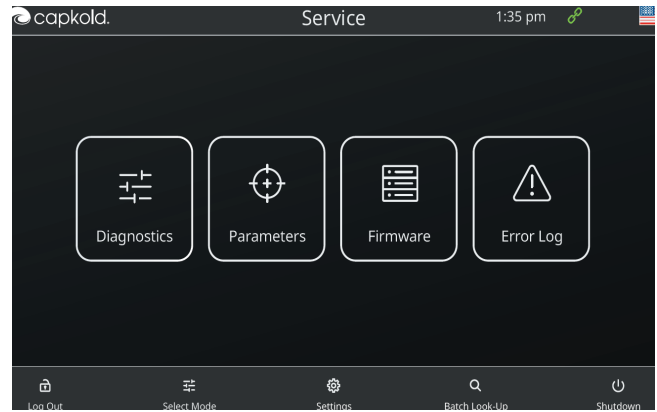 capkold.
Service
1:35 pm
Diagnostics
Parameters
Firmware
Error Log
Log Out
Select Mode
Settings
Batch Look-Up
Shutdown